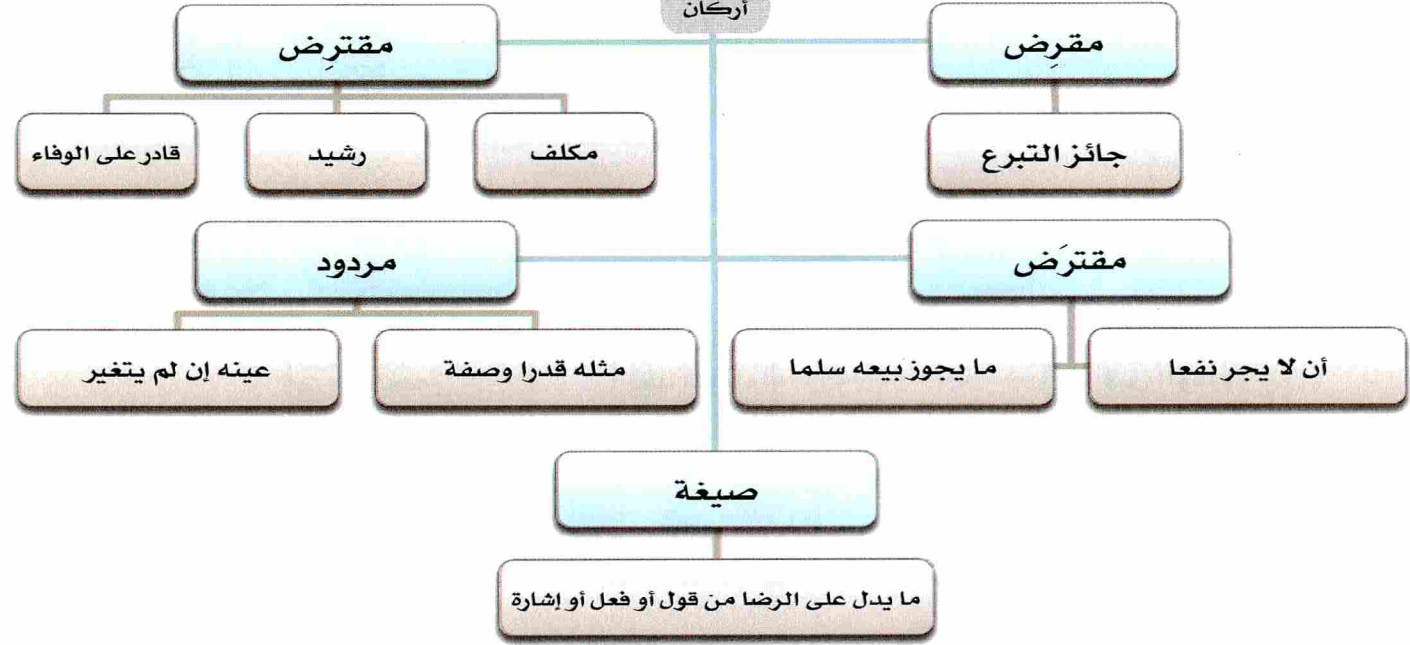 أركان
مقرِض
مقترِض
جائز التبرع
مكلف
رشيد
قادر على الوفاء
مقترَض
مردود
أن لا يجر نفعا
ما يجوز بيعه سلما
مثله قدرا وصفة
عينه إن لم يتغير
صيغة
ما يدل على الرضا من قول أو فعل أو إشارة